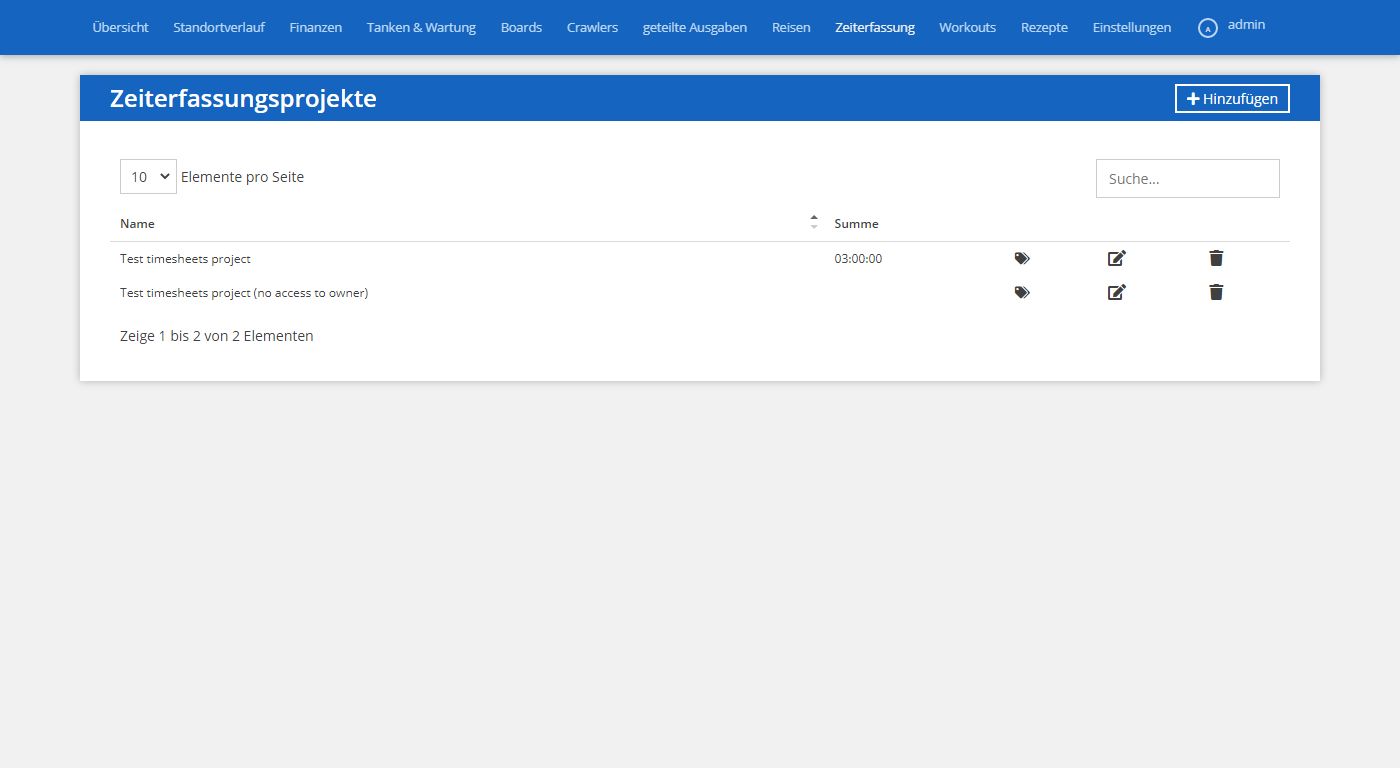 Übersicht Standortverlauf Finanzen Tanken & Wartung Boards Crawlers geteilte Ausgaben Reisen Zeiterfassung Workouts Rezepte Einstellungen A admin
Zeiterfassungsprojekte Hinzufügen
10 Elemente pro Seite Suche...
Name Summe
Test timesheets project 03:00:00
Test timesheets project (no access to owner)
Zeige 1 bis 2 von 2 Elementen